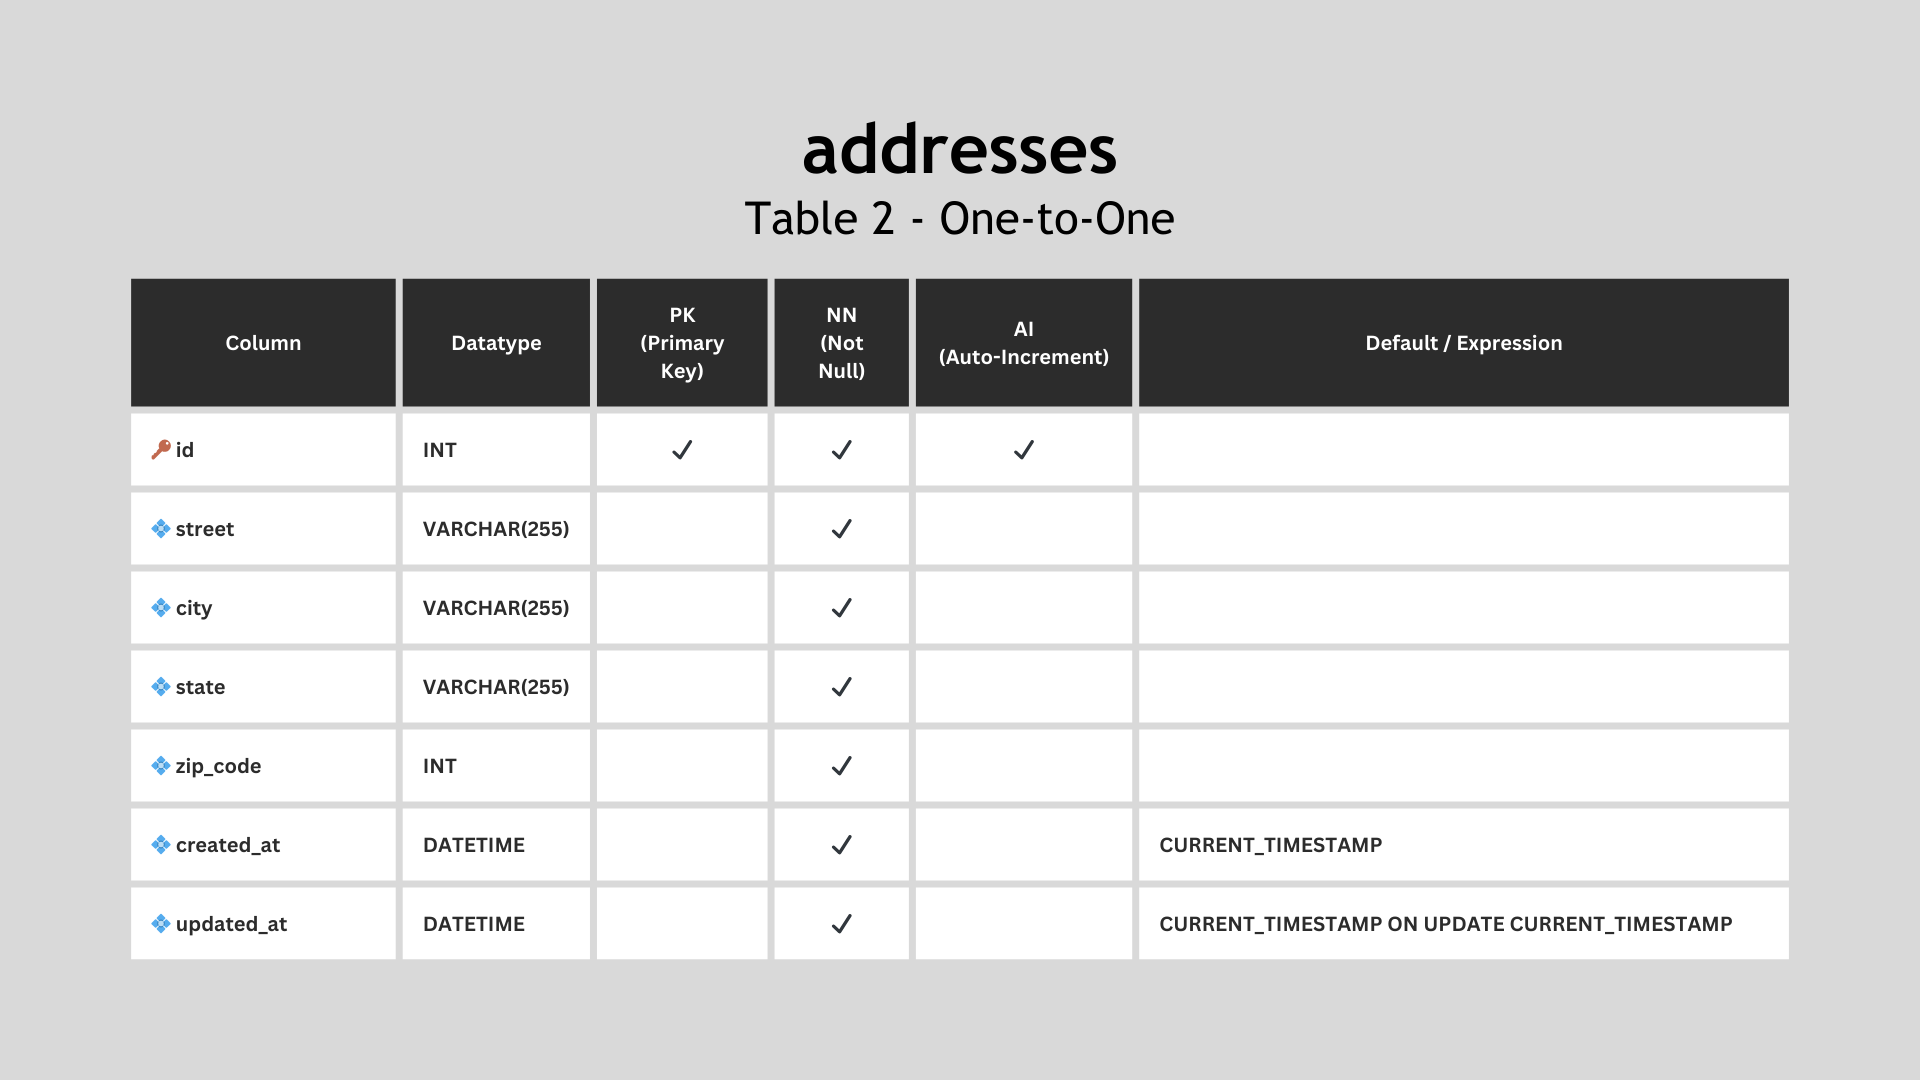 addresses
Table 2 - One-to-One
Column Datatype PK (Primary Key) NN (Not Null) AI (Auto-Increment) Default / Expression
id INT ✓ ✓ ✓
street VARCHAR(255) ✓
city VARCHAR(255) ✓
state VARCHAR(255) ✓
zip_code INT ✓
created_at DATETIME ✓ CURRENT_TIMESTAMP
updated_at DATETIME ✓ CURRENT_TIMESTAMP ON UPDATE CURRENT_TIMESTAMP